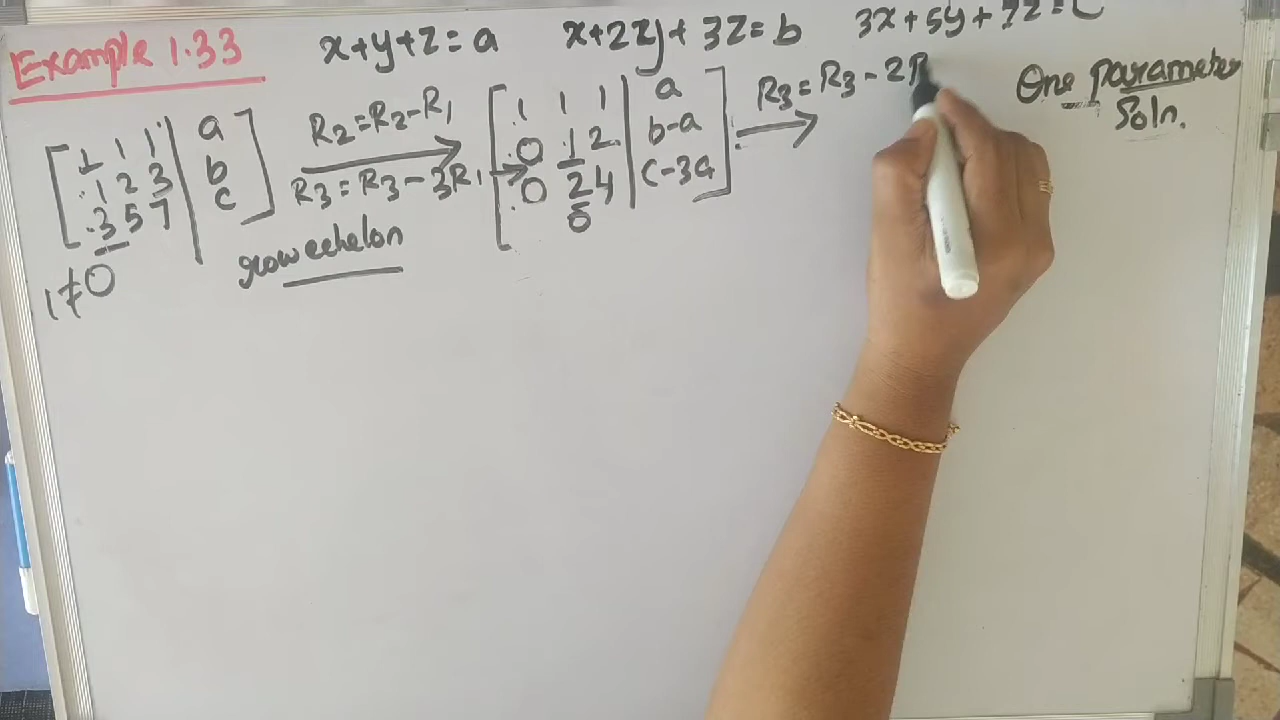 Example 1.33 x+y+z=a x+2y+3z=b 3x+5y+7z=c
[1 1 1 | a] R2=R2-R1 [1 1 1 | a] R3=R3-2R One parameter
[1 2 3 | b] R3=R3-3R1 → [0 1 2 | b-a] → Soln.
[3 5 7 | c] [0 2 4 | c-3a]
row echelon 0
1≠0